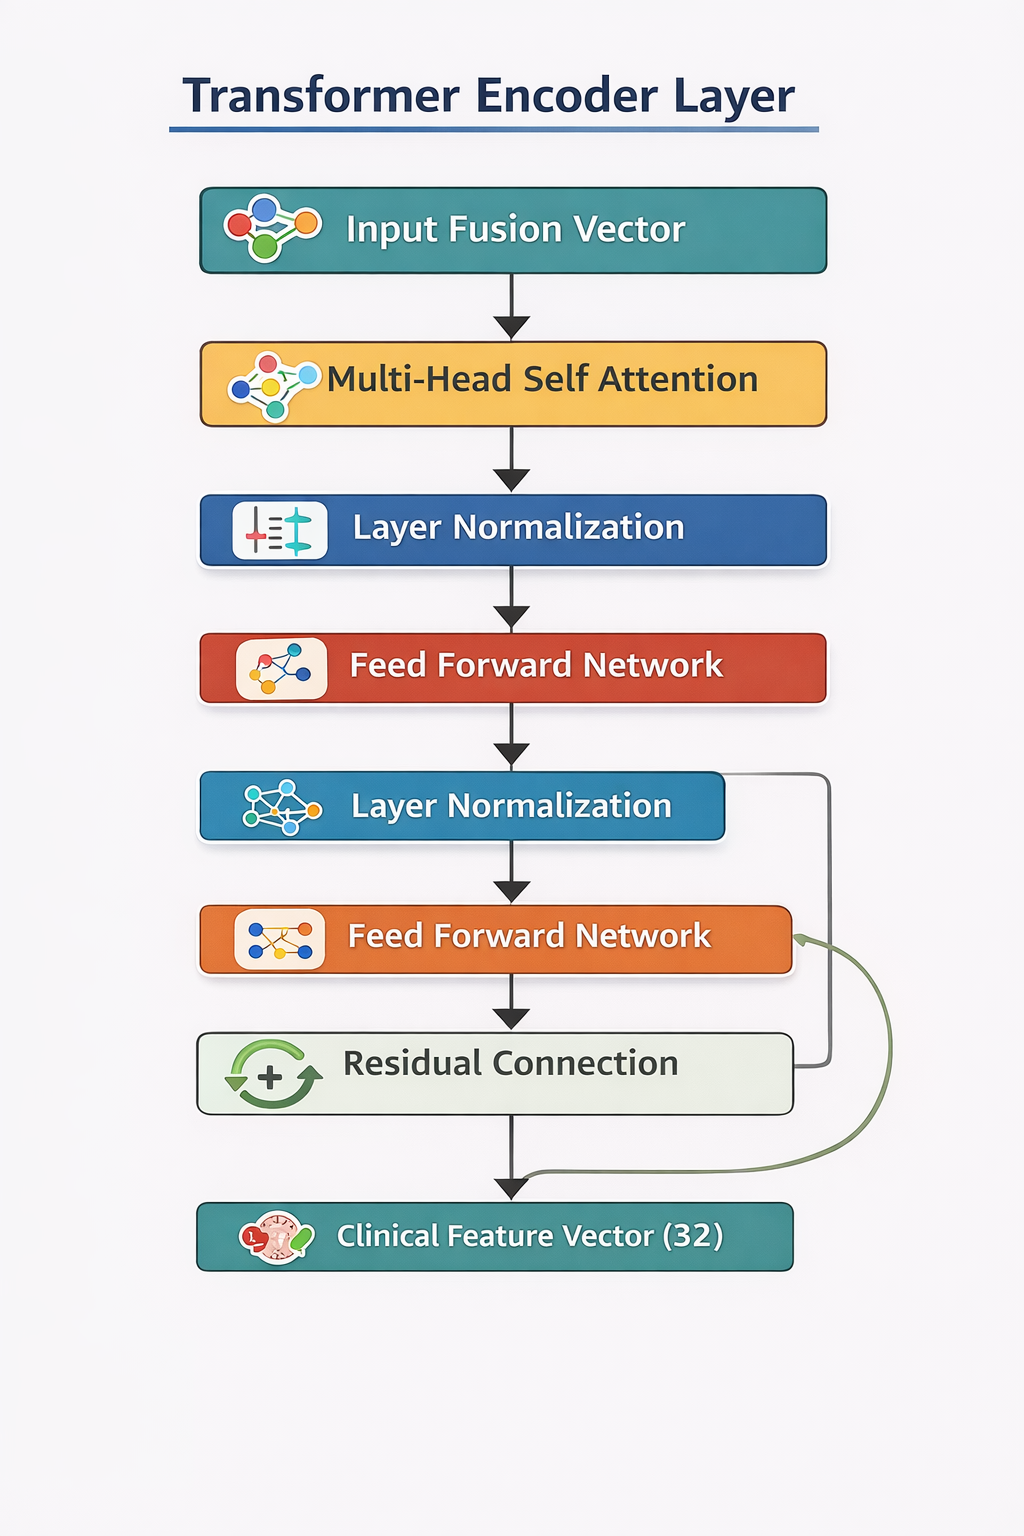 Transformer Encoder Layer
Input Fusion Vector
Multi-Head Self Attention
Layer Normalization
Feed Forward Network
Layer Normalization
Feed Forward Network
Residual Connection
Clinical Feature Vector (32)